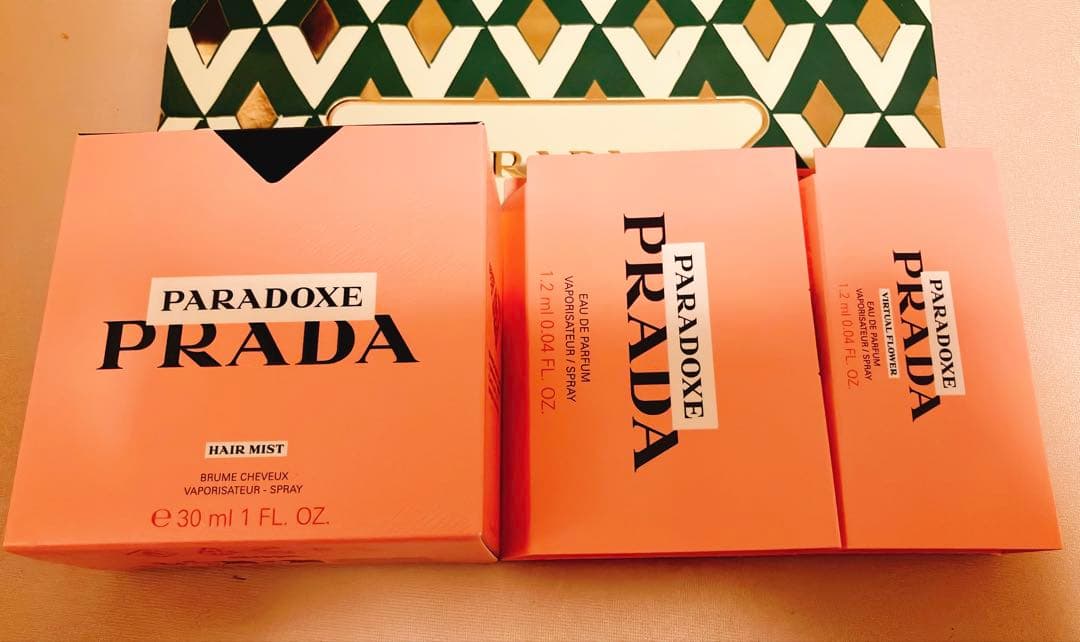 PRADA
PARADOXE
PRADA
HAIR MIST
BRUME CHEVEUX
VAPORISATEUR - SPRAY
℮ 30 ml 1 FL. OZ.
PARADOXE
PRADA
EAU DE PARFUM
VAPORISATEUR / SPRAY
1.2 ml 0.04 FL. OZ.
PARADOXE
PRADA
VIRTUAL FLOWER
EAU DE PARFUM
VAPORISATEUR / SPRAY
1.2 ml 0.04 FL. OZ.